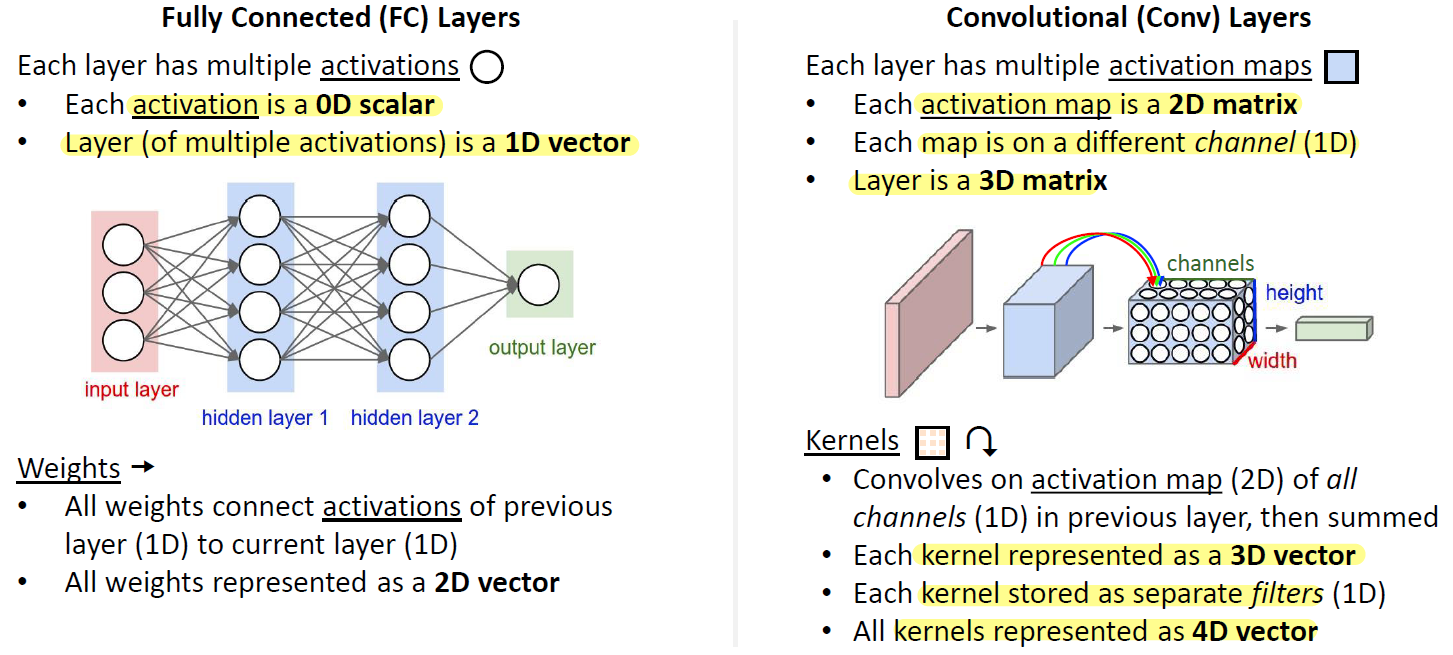 Fully Connected (FC) Layers
Each layer has multiple activations
• Each activation is a 0D scalar
• Layer (of multiple activations) is a 1D vector
input layer
hidden layer 1
hidden layer 2
output layer
Weights
• All weights connect activations of previous
layer (1D) to current layer (1D)
• All weights represented as a 2D vector
Convolutional (Conv) Layers
Each layer has multiple activation maps
• Each activation map is a 2D matrix
• Each map is on a different channel (1D)
• Layer is a 3D matrix
channels
height
width
Kernels
• Convolves on activation map (2D) of all
channels (1D) in previous layer, then summed
• Each kernel represented as a 3D vector
• Each kernel stored as separate filters (1D)
• All kernels represented as 4D vector